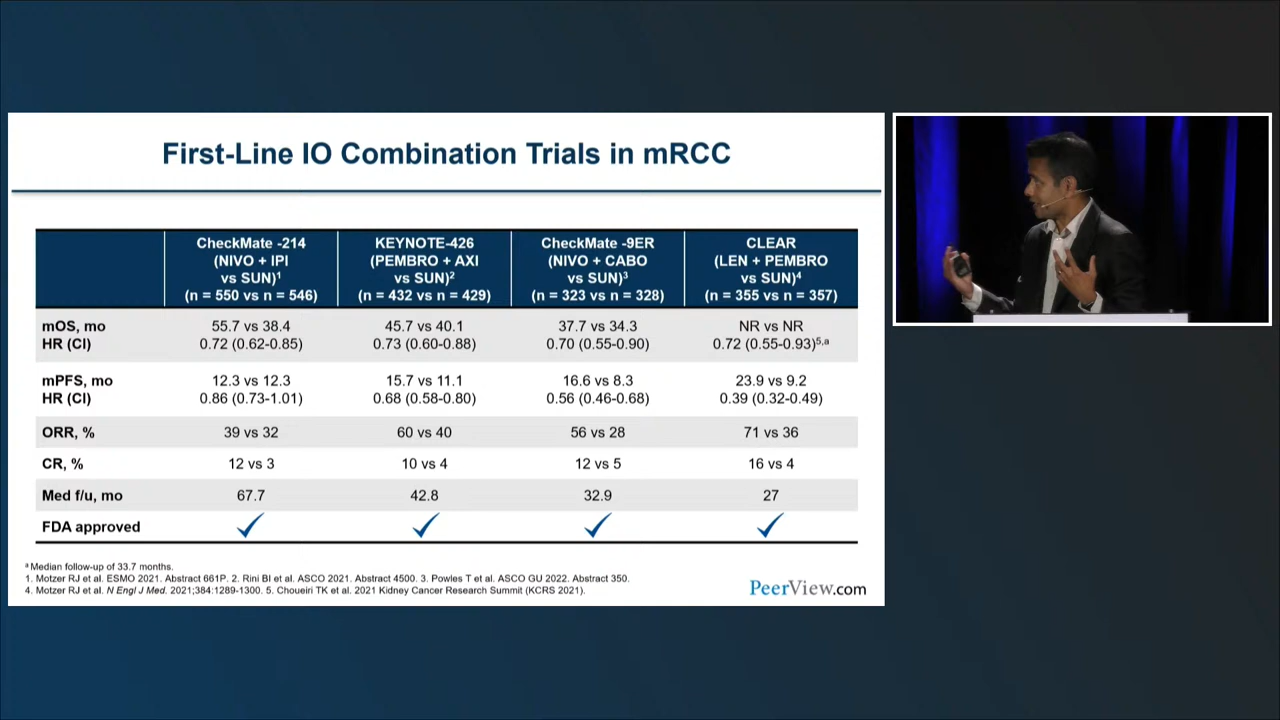 First-Line IO Combination Trials in mRCC
CheckMate -214
(NIVO + IPI
vs SUN)¹
(n = 550 vs n = 546)
KEYNOTE-426
(PEMBRO + AXI
vs SUN)²
(n = 432 vs n = 429)
CheckMate -9ER
(NIVO + CABO
vs SUN)³
(n = 323 vs n = 328)
CLEAR
(LEN + PEMBRO
vs SUN)⁴
(n = 355 vs n = 357)
mOS, mo 55.7 vs 38.4 45.7 vs 40.1 37.7 vs 34.3 NR vs NR
HR (CI) 0.72 (0.62-0.85) 0.73 (0.60-0.88) 0.70 (0.55-0.90) 0.72 (0.55-0.93)⁵,ᵃ
mPFS, mo 12.3 vs 12.3 15.7 vs 11.1 16.6 vs 8.3 23.9 vs 9.2
HR (CI) 0.86 (0.73-1.01) 0.68 (0.58-0.80) 0.56 (0.46-0.68) 0.39 (0.32-0.49)
ORR, % 39 vs 32 60 vs 40 56 vs 28 71 vs 36
CR, % 12 vs 3 10 vs 4 12 vs 5 16 vs 4
Med f/u, mo 67.7 42.8 32.9 27
FDA approved ✓ ✓ ✓ ✓
ᵃ Median follow-up of 33.7 months.
1. Motzer RJ et al. ESMO 2021. Abstract 661P. 2. Rini BI et al. ASCO 2021. Abstract 4500. 3. Powles T et al. ASCO GU 2022. Abstract 350.
4. Motzer RJ et al. N Engl J Med. 2021;384:1289-1300. 5. Choueiri TK et al. 2021 Kidney Cancer Research Summit (KCRS 2021).
PeerView.com